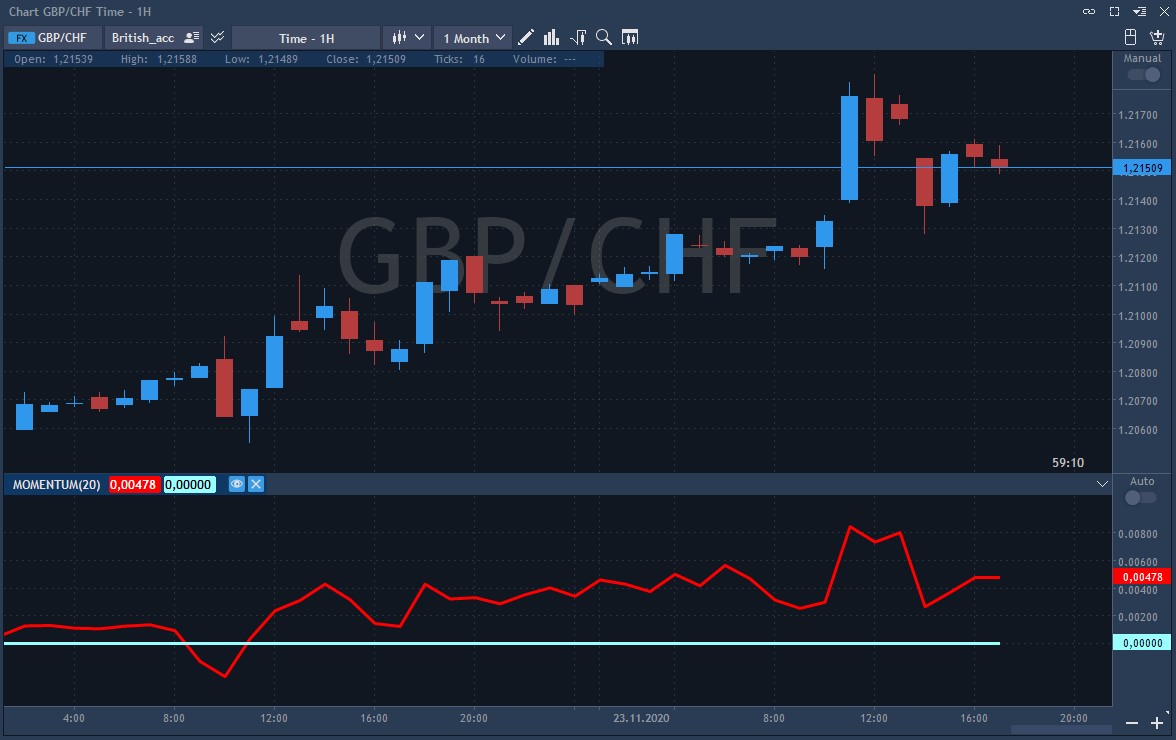 Chart GBP/CHF Time - 1H
FX GBP/CHF British_acc Time - 1H 1 Month
Open: 1,21539 High: 1,21588 Low: 1,21489 Close: 1,21509 Ticks: 16 Volume: ---
Manual
GBP/CHF
1.21700
1.21600
1,21509
1.21400
1.21300
1.21200
1.21100
1.21000
1.20900
1.20800
1.20700
1.20600
59:10
MOMENTUM(20) 0,00478 0,00000
Auto
0.00800
0.00600
0,00478
0.00400
0.00200
0,00000
4:00 8:00 12:00 16:00 20:00 23.11.2020 8:00 12:00 16:00 20:00